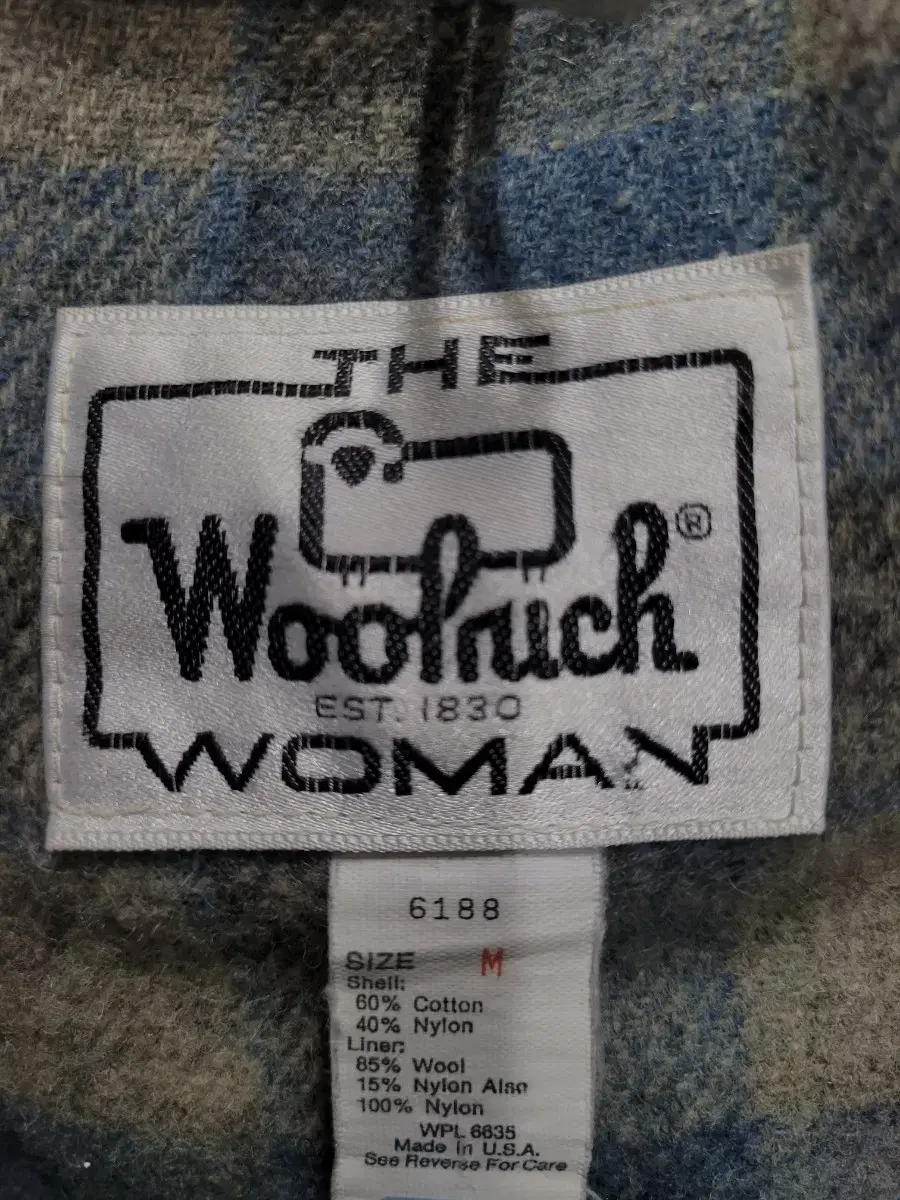 THE
Woolrich®
EST. 1830
WOMAN
6188
SIZE M
Shell:
60% Cotton
40% Nylon
Liner:
85% Wool
15% Nylon Also
100% Nylon
WPL 6635
Made in U.S.A.
See Reverse For Care